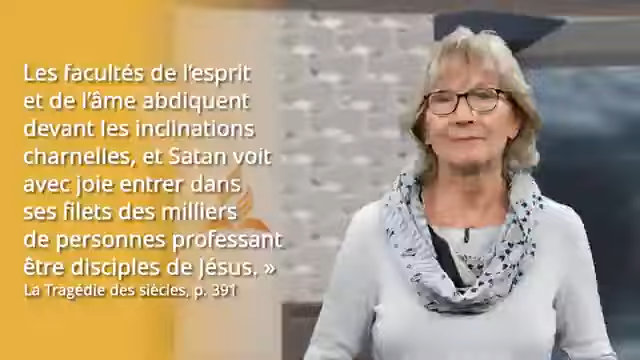 Les facultés de l'esprit
et de l'âme abdiquent
devant les inclinations
charnelles, et Satan voit
avec joie entrer dans
ses filets des milliers
de personnes professant
être disciples de Jésus. »
La Tragédie des siècles, p. 391